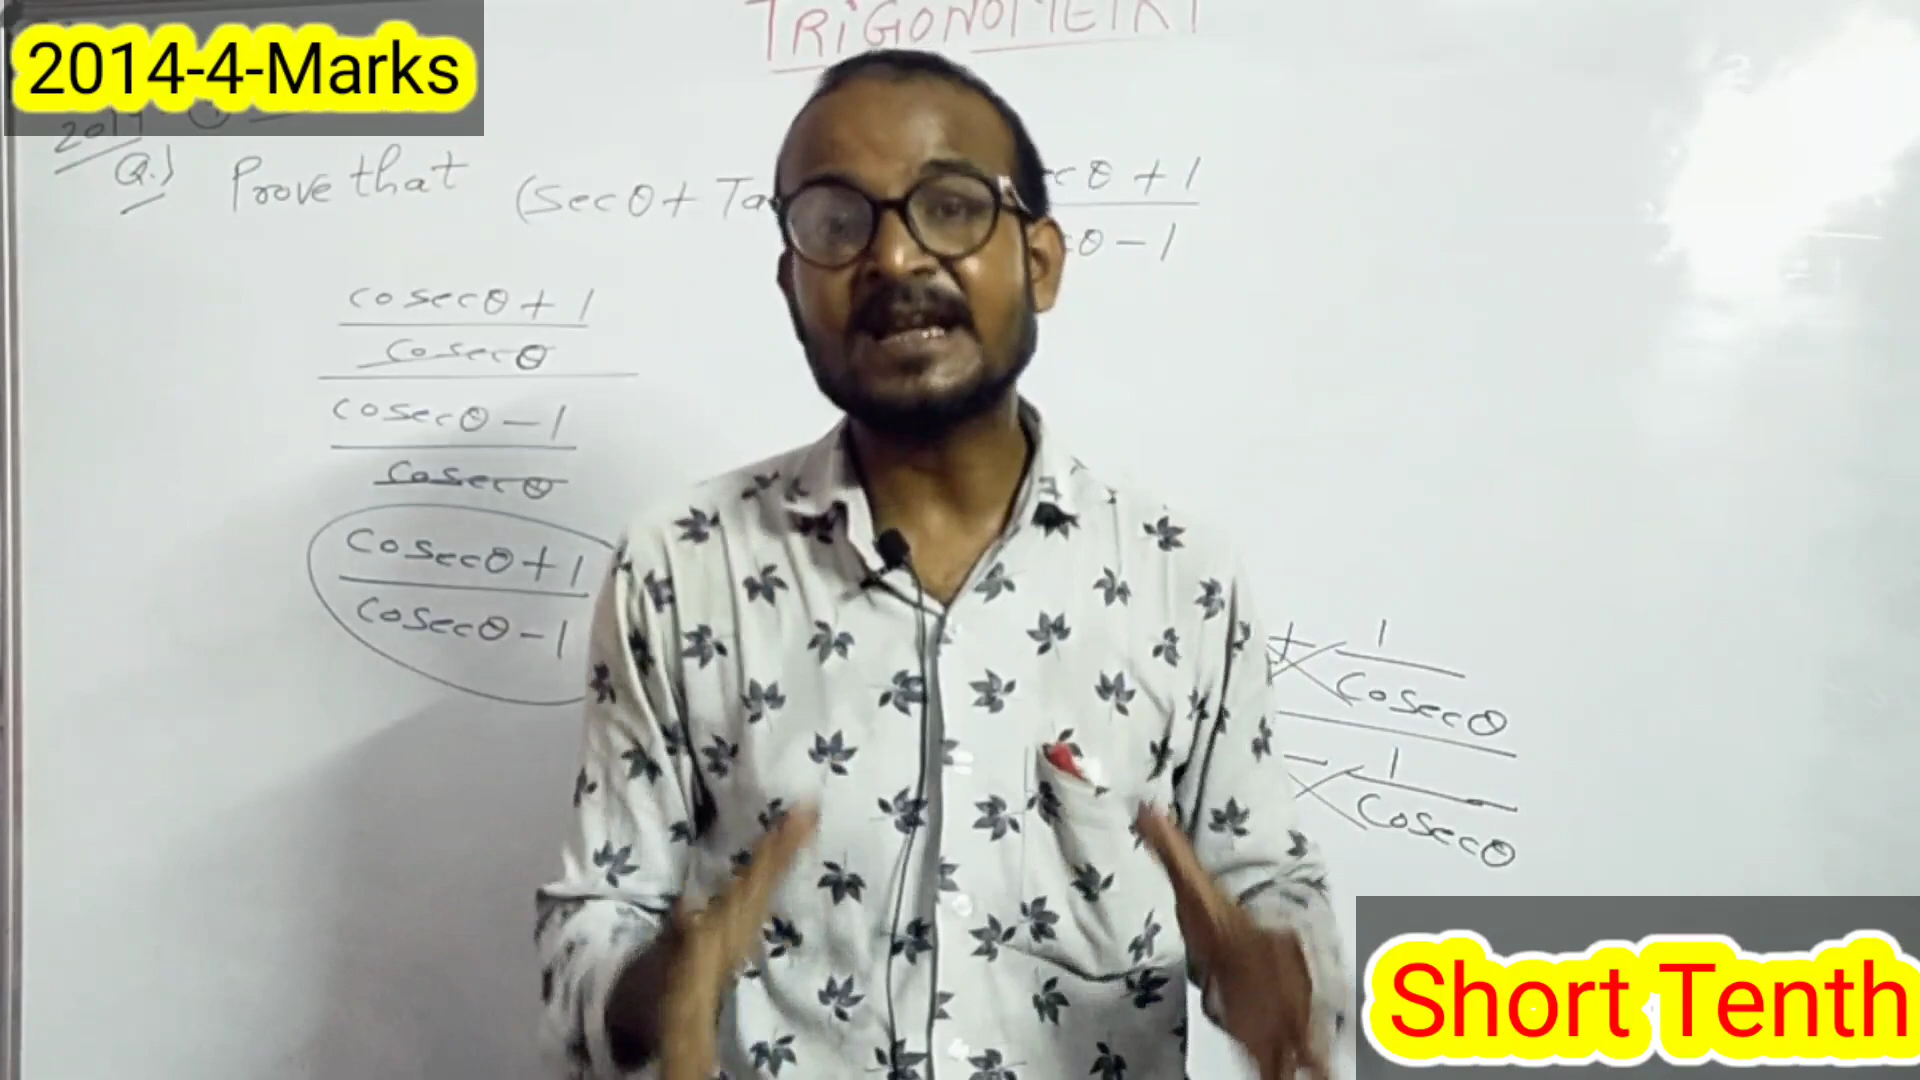 TRIGONOMETRY
2014-4-Marks
2014
Q.) Prove that (Secθ + Ta
cθ + 1
θ - 1
cosecθ + 1
cosecθ
cosecθ - 1
cosecθ
cosecθ + 1
cosecθ - 1
+ 1
cosecθ
- 1
cosecθ
Short Tenth